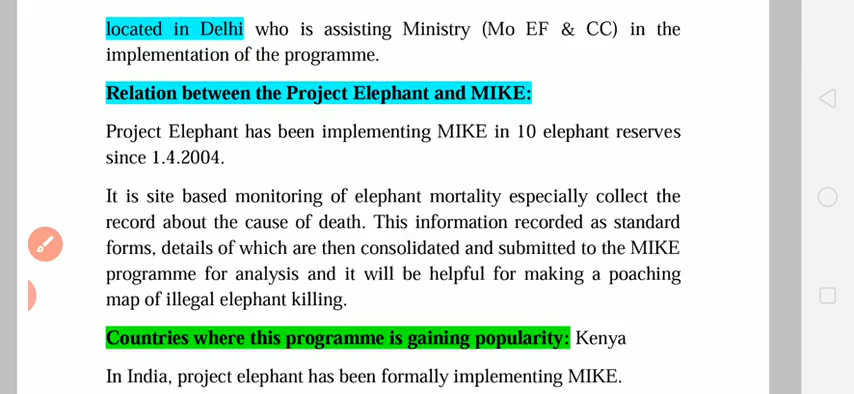 located in Delhi who is assisting Ministry (Mo EF & CC) in the
implementation of the programme.
Relation between the Project Elephant and MIKE:
Project Elephant has been implementing MIKE in 10 elephant reserves
since 1.4.2004.
It is site based monitoring of elephant mortality especially collect the
record about the cause of death. This information recorded as standard
forms, details of which are then consolidated and submitted to the MIKE
programme for analysis and it will be helpful for making a poaching
map of illegal elephant killing.
Countries where this programme is gaining popularity: Kenya
In India, project elephant has been formally implementing MIKE.